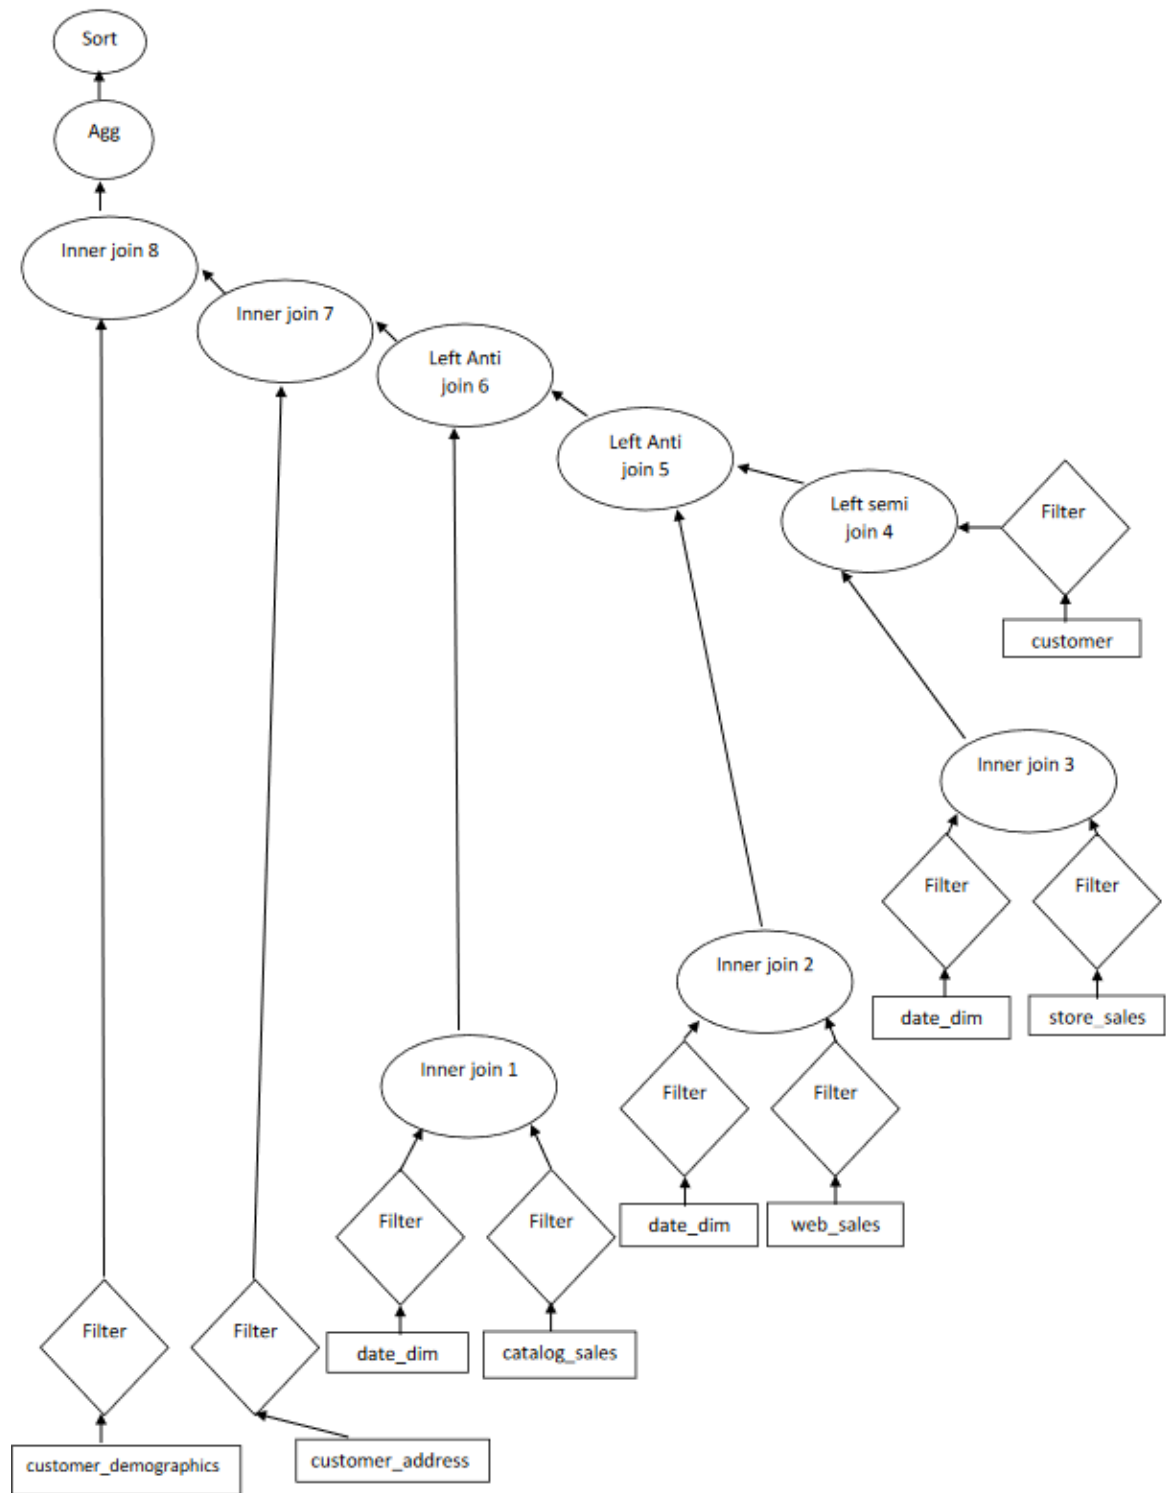 Sort
Agg
Inner join 8
Inner join 7
Left Anti
join 6
Left Anti
join 5
Left semi
join 4
Filter
customer
Inner join 3
Filter
Filter
date_dim
store_sales
Inner join 2
Filter
Filter
date_dim
web_sales
Inner join 1
Filter
Filter
date_dim
catalog_sales
Filter
Filter
customer_demographics
customer_address